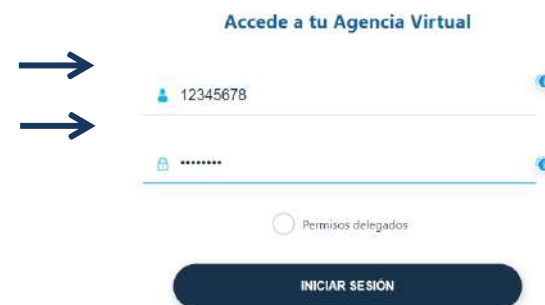 Accede a tu Agencia Virtual
12345678
••••••••
Permisos delegados
INICIAR SESIÓN